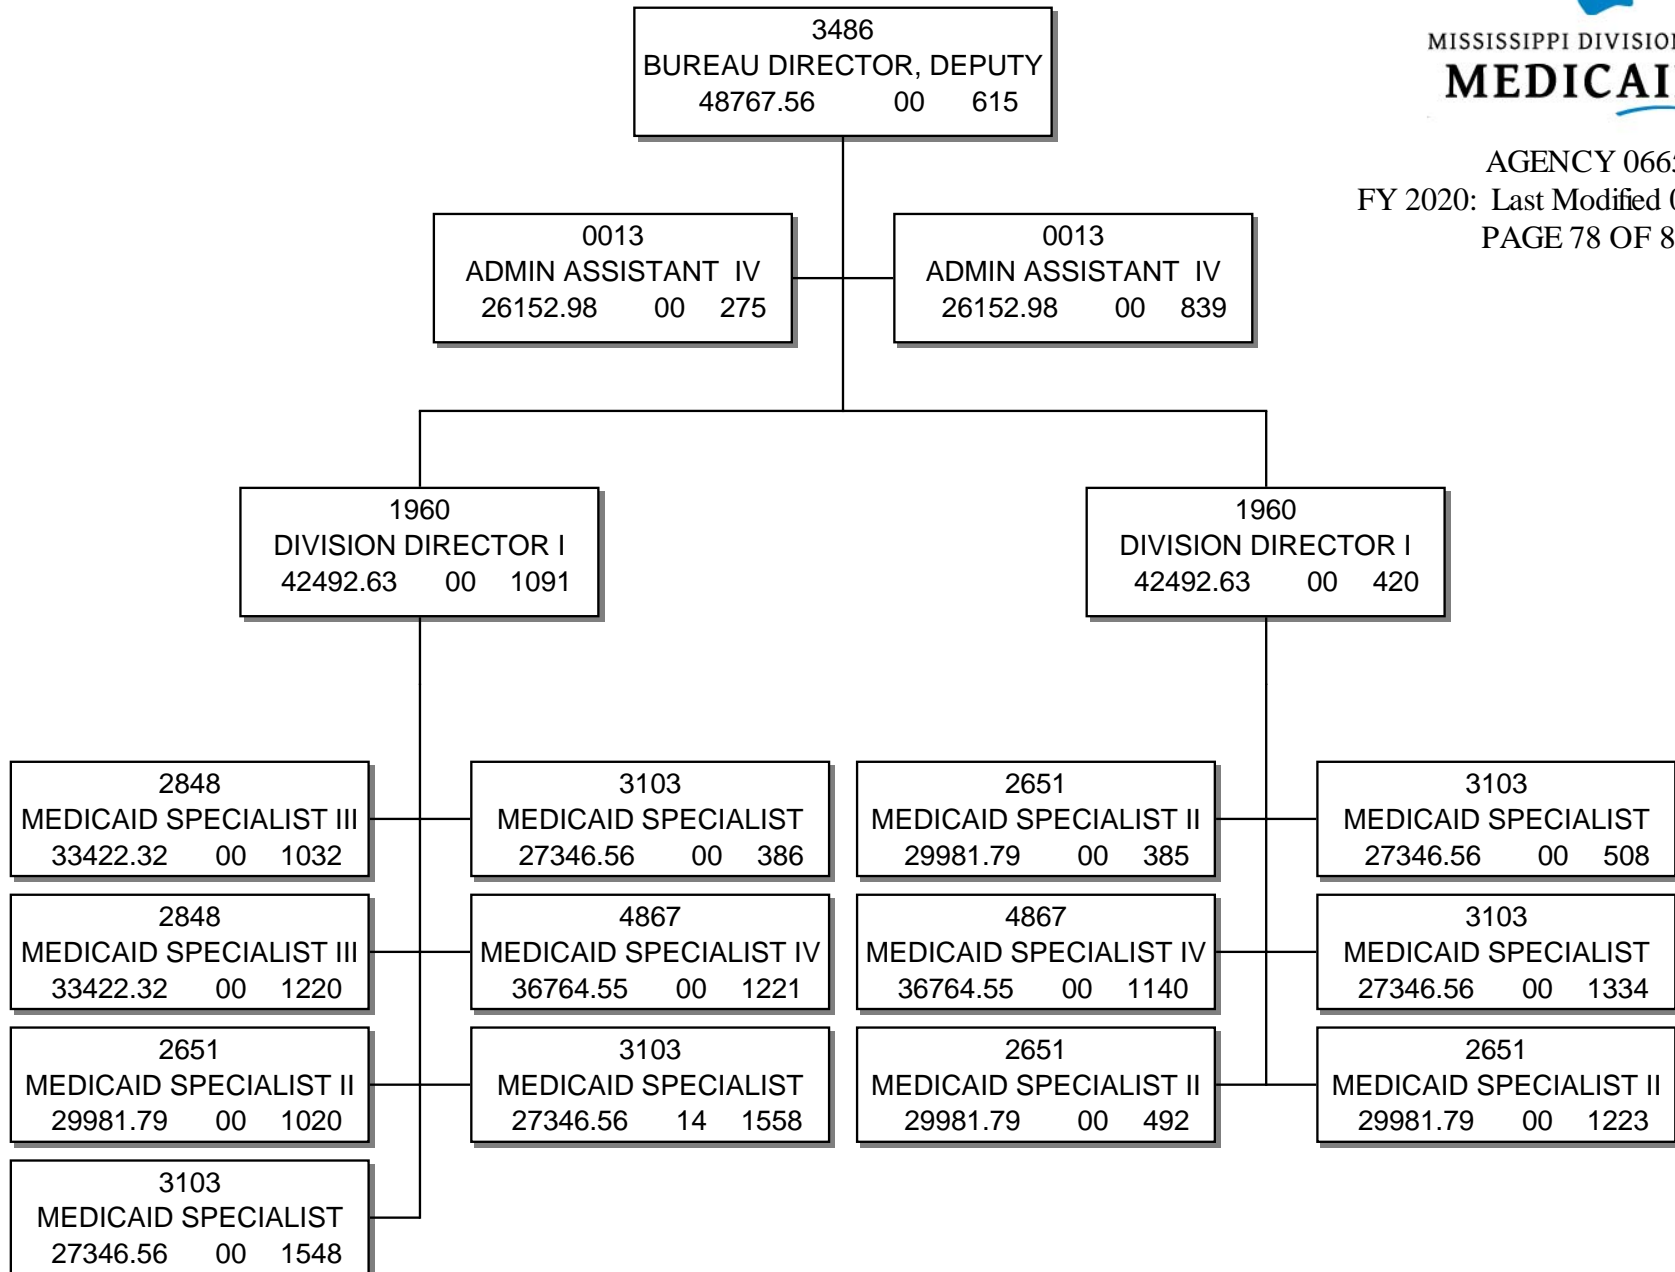 3486
BUREAU DIRECTOR, DEPUTY
48767.56 00 615
MISSISSIPPI DIVISION
MEDICAI
AGENCY 066
FY 2020: Last Modified 0
PAGE 78 OF 8
0013
ADMIN ASSISTANT IV
26152.98 00 275
0013
ADMIN ASSISTANT IV
26152.98 00 839
1960
DIVISION DIRECTOR I
42492.63 00 1091
1960
DIVISION DIRECTOR I
42492.63 00 420
2848
MEDICAID SPECIALIST III
33422.32 00 1032
3103
MEDICAID SPECIALIST
27346.56 00 386
2651
MEDICAID SPECIALIST II
29981.79 00 385
3103
MEDICAID SPECIALIST
27346.56 00 508
2848
MEDICAID SPECIALIST III
33422.32 00 1220
4867
MEDICAID SPECIALIST IV
36764.55 00 1221
4867
MEDICAID SPECIALIST IV
36764.55 00 1140
3103
MEDICAID SPECIALIST
27346.56 00 1334
2651
MEDICAID SPECIALIST II
29981.79 00 1020
3103
MEDICAID SPECIALIST
27346.56 14 1558
2651
MEDICAID SPECIALIST II
29981.79 00 492
2651
MEDICAID SPECIALIST II
29981.79 00 1223
3103
MEDICAID SPECIALIST
27346.56 00 1548